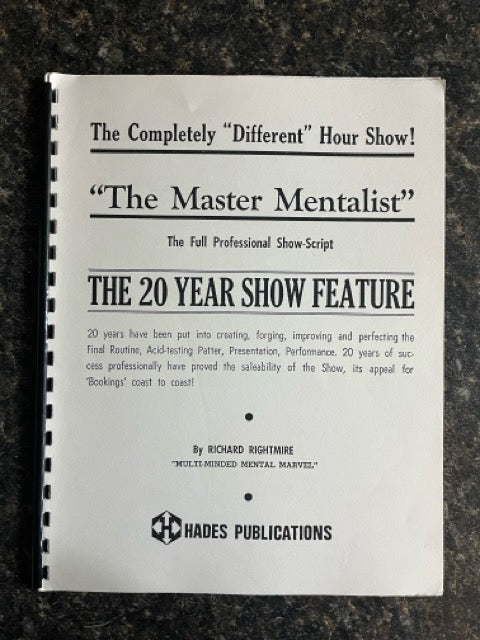 The Completely "Different" Hour Show!
"The Master Mentalist"
The Full Professional Show-Script
THE 20 YEAR SHOW FEATURE
20 years have been put into creating, forging, improving and perfecting the
Final Routine, Acid-testing Patter, Presentation, Performance. 20 years of suc-
cess professionally have proved the saleability of the Show, its appeal for
'Bookings' coast to coast!
By RICHARD RIGHTMIRE
"MULTI-MINDED MENTAL MARVEL"
H HADES PUBLICATIONS